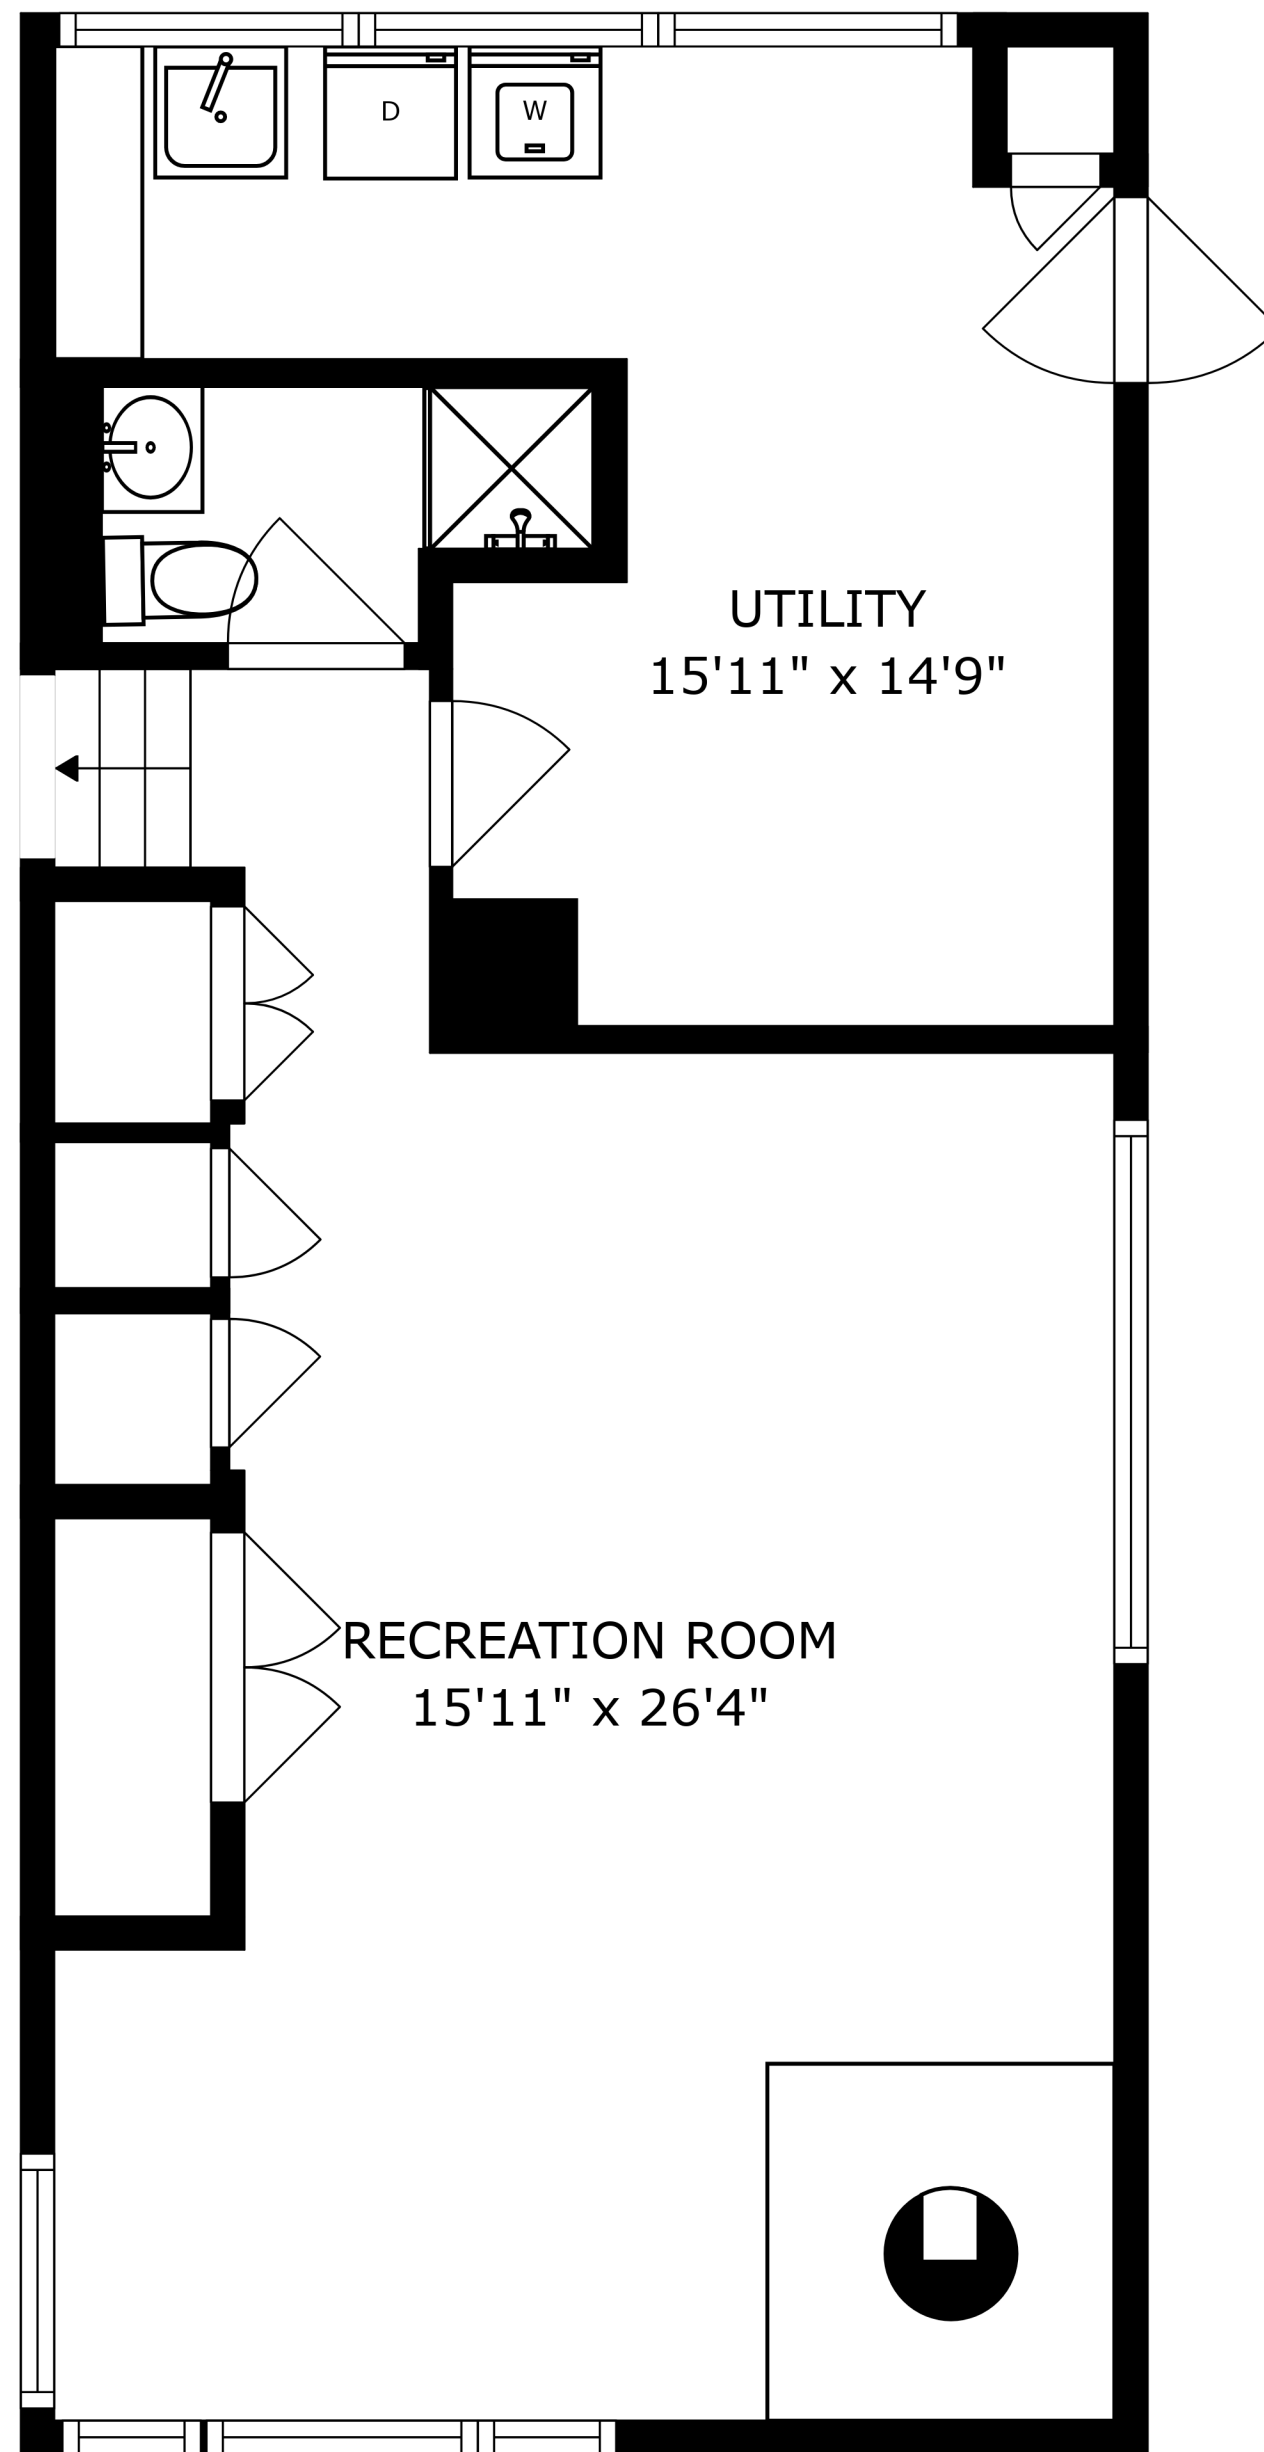 D
W
UTILITY
15'11" x 14'9"
RECREATION ROOM
15'11" x 26'4"